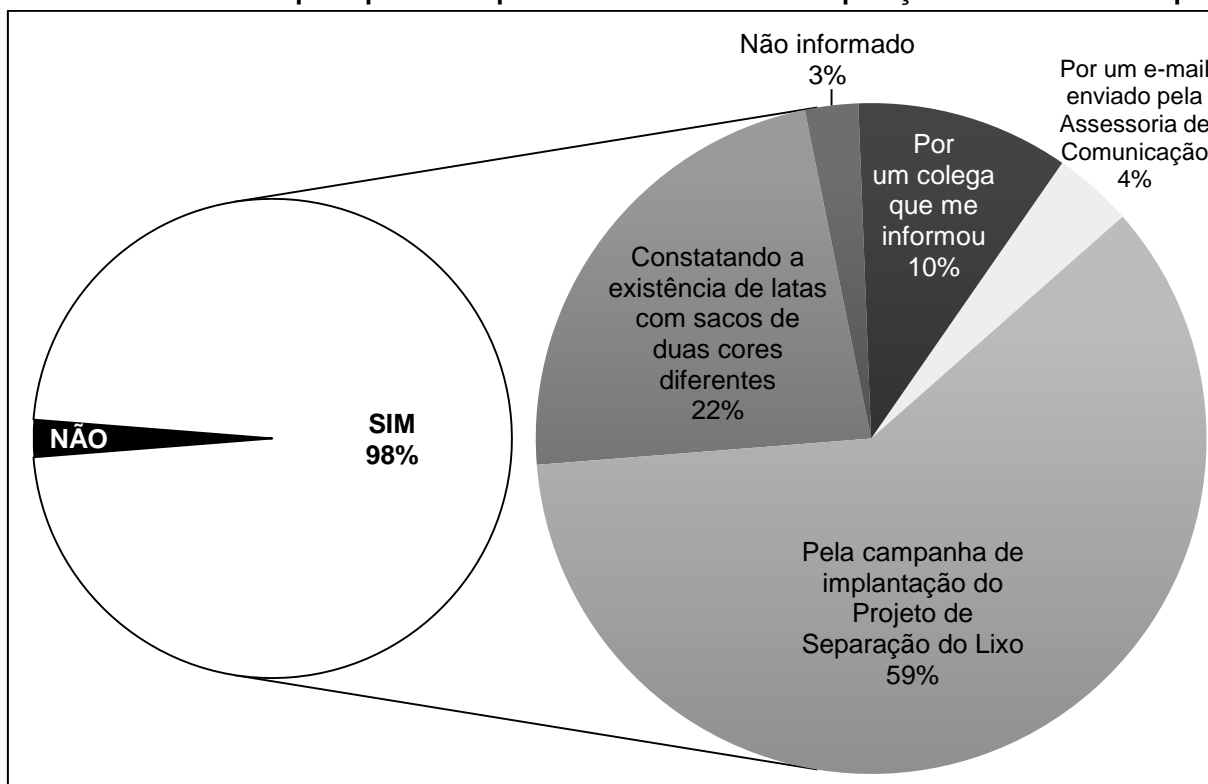 Não informado
3%
Por um e-mail
enviado pela
Assessoria de
Comunicação
4%
Por
um colega
que me
informou
10%
Constatando a
existência de latas
com sacos de
duas cores
diferentes
22%
NÃO
SIM
98%
Pela campanha de
implantação do
Projeto de
Separação do Lixo
59%